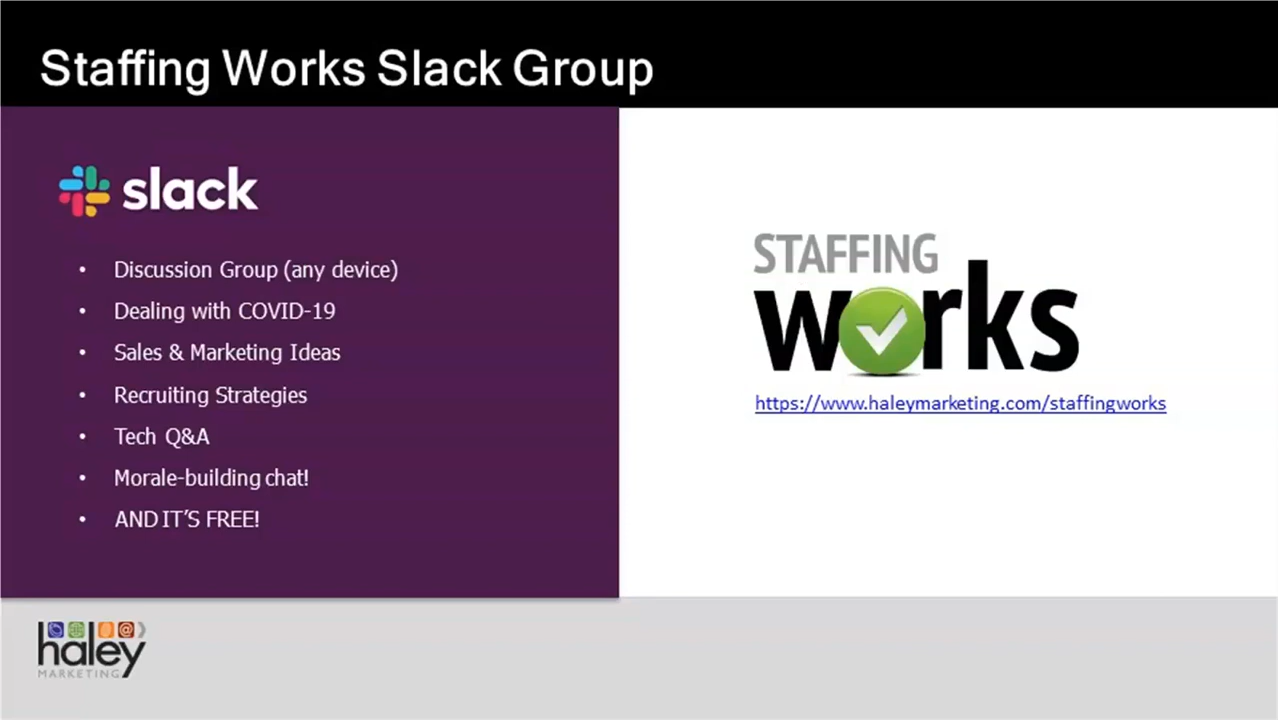 Staffing Works Slack Group
slack
• Discussion Group (any device)
• Dealing with COVID-19
• Sales & Marketing Ideas
• Recruiting Strategies
• Tech Q&A
• Morale-building chat!
• AND IT'S FREE!
STAFFING
works
https://www.haleymarketing.com/staffingworks
haley
MARKETING